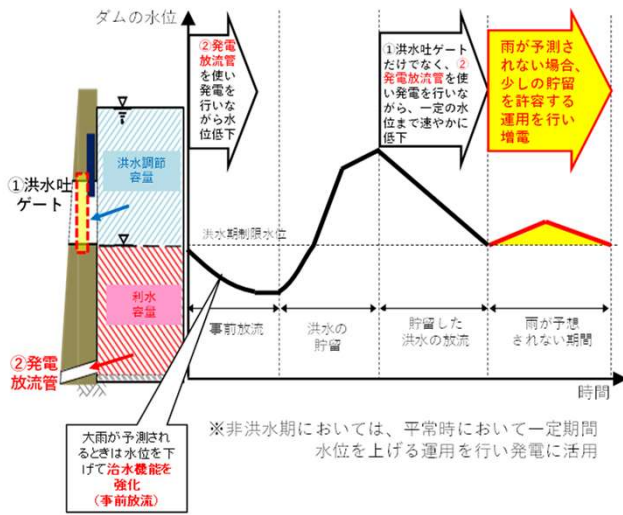 ダムの水位
②発電
放流管
を使い
発電を
行いな
がら水
位低下
①洪水吐ゲート
だけでなく、②
発電放流管を使
い発電を行いな
がら、一定の水
位まで速やかに
低下
雨が予測さ
れない場合、
少しの貯留
を許容する
運用を行い
増電
①洪水吐
ゲート
洪水調節
容量
洪水期制限水位
利水
容量
②発電
放流管
事前放流
洪水の
貯留
貯留した
洪水の放流
雨が予想
されない期間
時間
大雨が予測され
るときは水位を下
げて治水機能を
強化
(事前放流)
※非洪水期においては、平常時において一定期間
水位を上げる運用を行い発電に活用